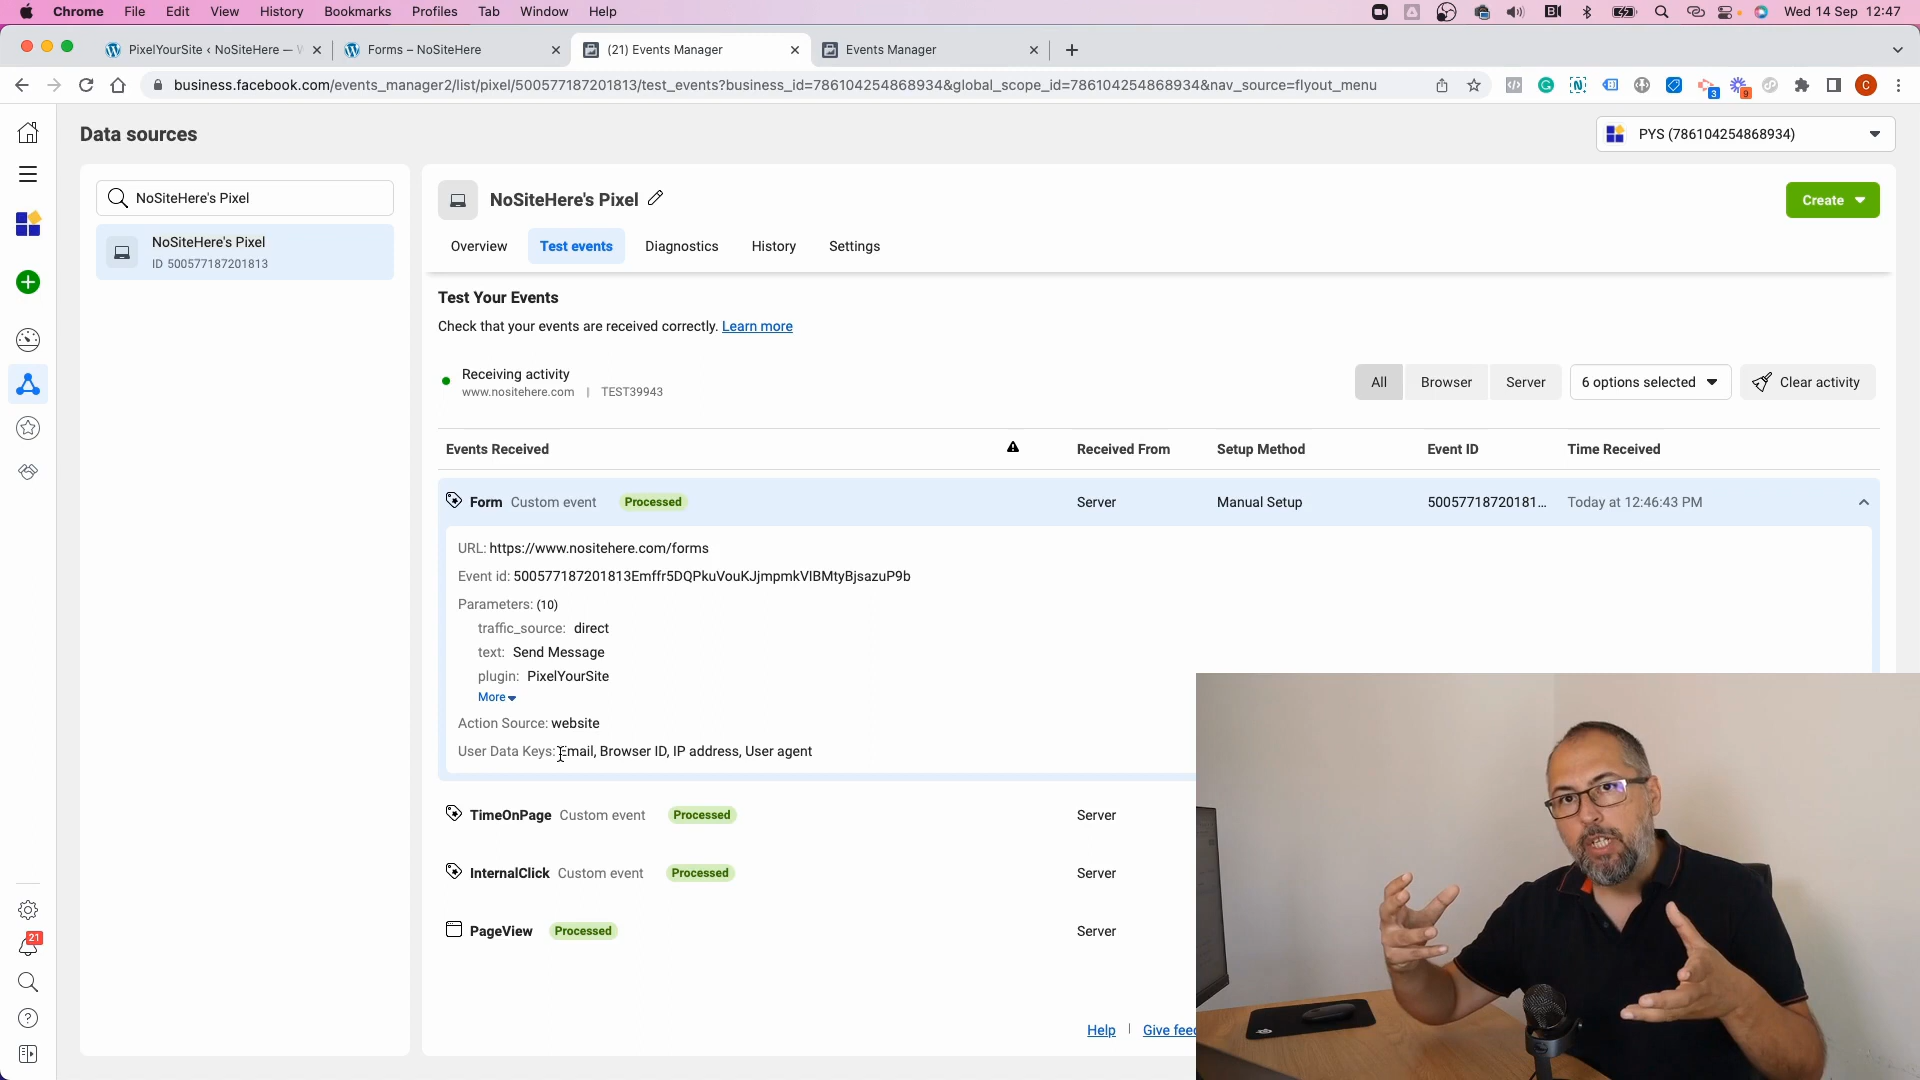 Chrome File Edit View History Bookmarks Profiles Tab Window Help Wed 14 Sep 12:47
PixelYourSite ‹ NoSiteHere —
Forms – NoSiteHere
(21) Events Manager
Events Manager
business.facebook.com/events_manager2/list/pixel/500577187201813/test_events?business_id=786104254868934&global_scope_id=786104254868934&nav_source=flyout_menu
3
9
C
Data sources
PYS (786104254868934)
NoSiteHere's Pixel
NoSiteHere's Pixel
ID 500577187201813
NoSiteHere's Pixel
Create
Overview Test events Diagnostics History Settings
Test Your Events
Check that your events are received correctly. Learn more
Receiving activity
www.nositehere.com | TEST39943
All Browser Server 6 options selected Clear activity
Events Received Received From Setup Method Event ID Time Received
Form Custom event Processed Server Manual Setup 50057718720181... Today at 12:46:43 PM
URL: https://www.nositehere.com/forms
Event id: 500577187201813Emffr5DQPkuVouKJjmpmkVIBMtyBjsazuP9b
Parameters: (10)
traffic_source: direct
text: Send Message
plugin: PixelYourSite
More
Action Source: website
User Data Keys: Email, Browser ID, IP address, User agent
TimeOnPage Custom event Processed Server
InternalClick Custom event Processed Server
PageView Processed Server
21
Help | Give feed